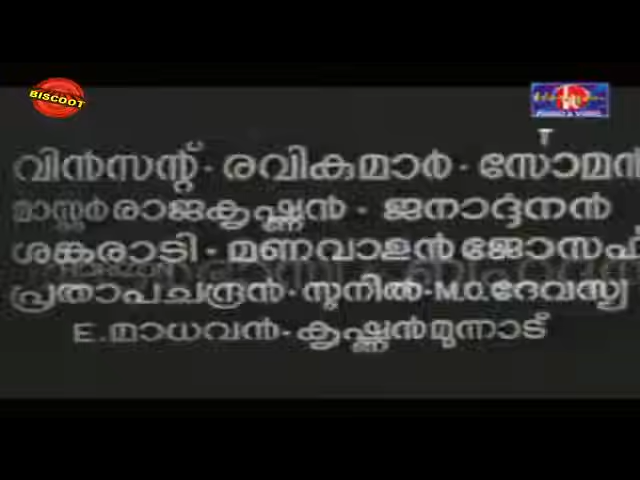 BISCOOT
വിൻസന്റ് · രവികുമാർ · സോമൻ
മാസ്റ്റർ രാജകൃഷ്ണൻ · ജനാർദ്ദനൻ
ശങ്കരാടി - മണവാളൻ ജോസഫ്
പ്രതാപചന്ദ്രൻ · സുനിൽ · M.O. ദേവസ്യ
E. മാധവൻ - കൃഷ്ണൻ മുന്നാട്